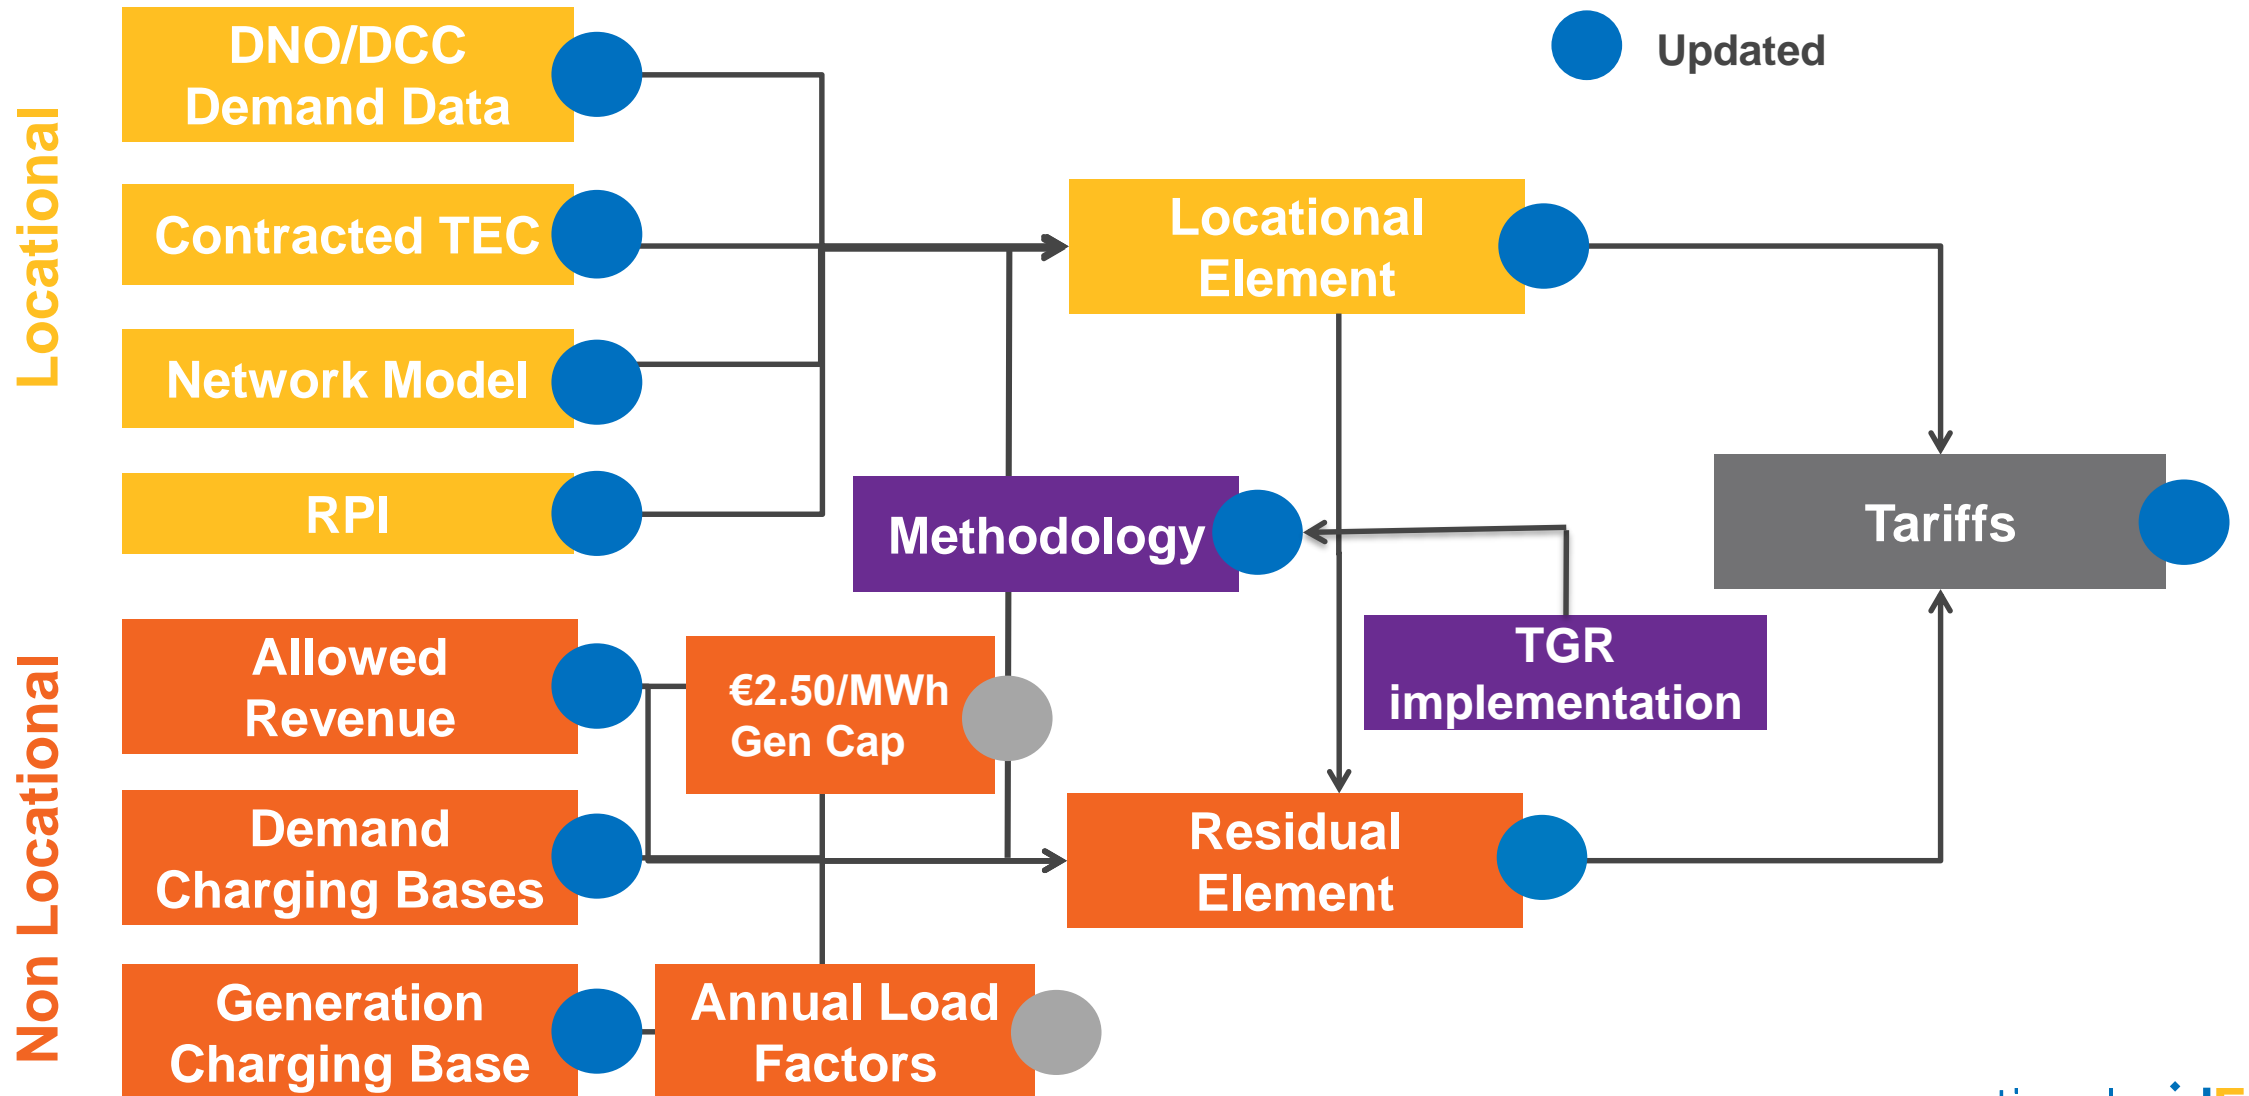 DNO/DCC
Demand Data
Updated
Locational
Contracted TEC
Locational
Element
Network Model
RPI
Methodology
Tariffs
Non Locational
Allowed
Revenue
€2.50/MWh
Gen Cap
TGR
implementation
Demand
Charging Bases
Residual
Element
Generation
Charging Base
Annual Load
Factors